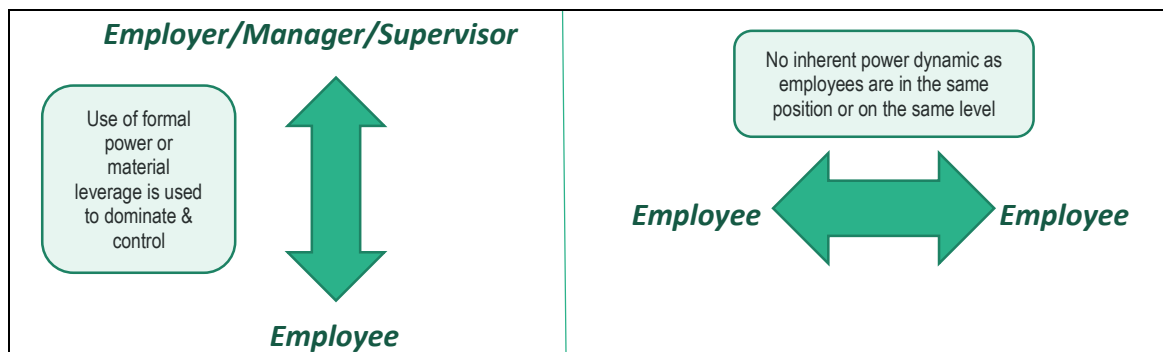 Employer/Manager/Supervisor
Use of formal
power or
material
leverage is used
to dominate &
control
Employee
No inherent power dynamic as
employees are in the same
position or on the same level
Employee
Employee